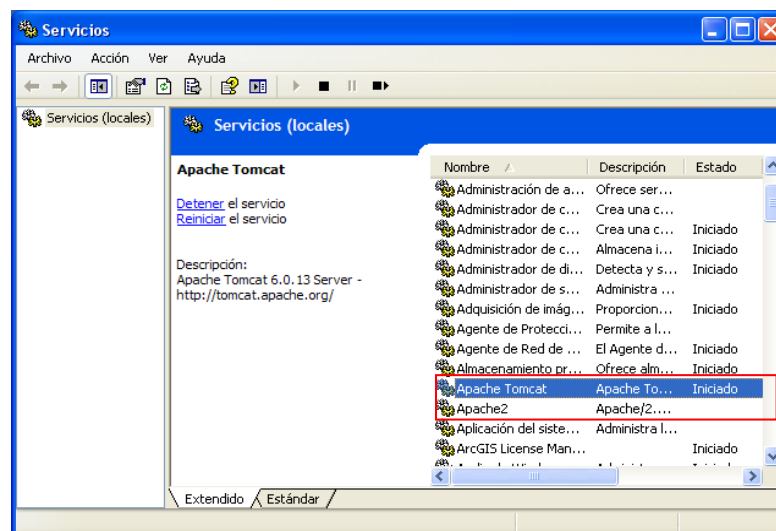 Servicios
Archivo Acción Ver Ayuda
Servicios (locales)
Servicios (locales)
Apache Tomcat
Detener el servicio
Reiniciar el servicio
Descripción:
Apache Tomcat 6.0.13 Server -
http://tomcat.apache.org/
Nombre Descripción Estado
Administración de a... Ofrece ser...
Administrador de c... Crea una c...
Administrador de c... Crea una c... Iniciado
Administrador de c... Almacena i... Iniciado
Administrador de di... Detecta y s... Iniciado
Administrador de s... Administra ...
Adquisición de imág... Proporcion... Iniciado
Agente de Protecci... Permite a l...
Agente de Red de ... El Agente d... Iniciado
Almacenamiento pr... Ofrece alm... Iniciado
Apache Tomcat Apache To... Iniciado
Apache2 Apache/2....
Aplicación del siste... Administra l...
ArcGIS License Man... Iniciado
Extendido Estándar